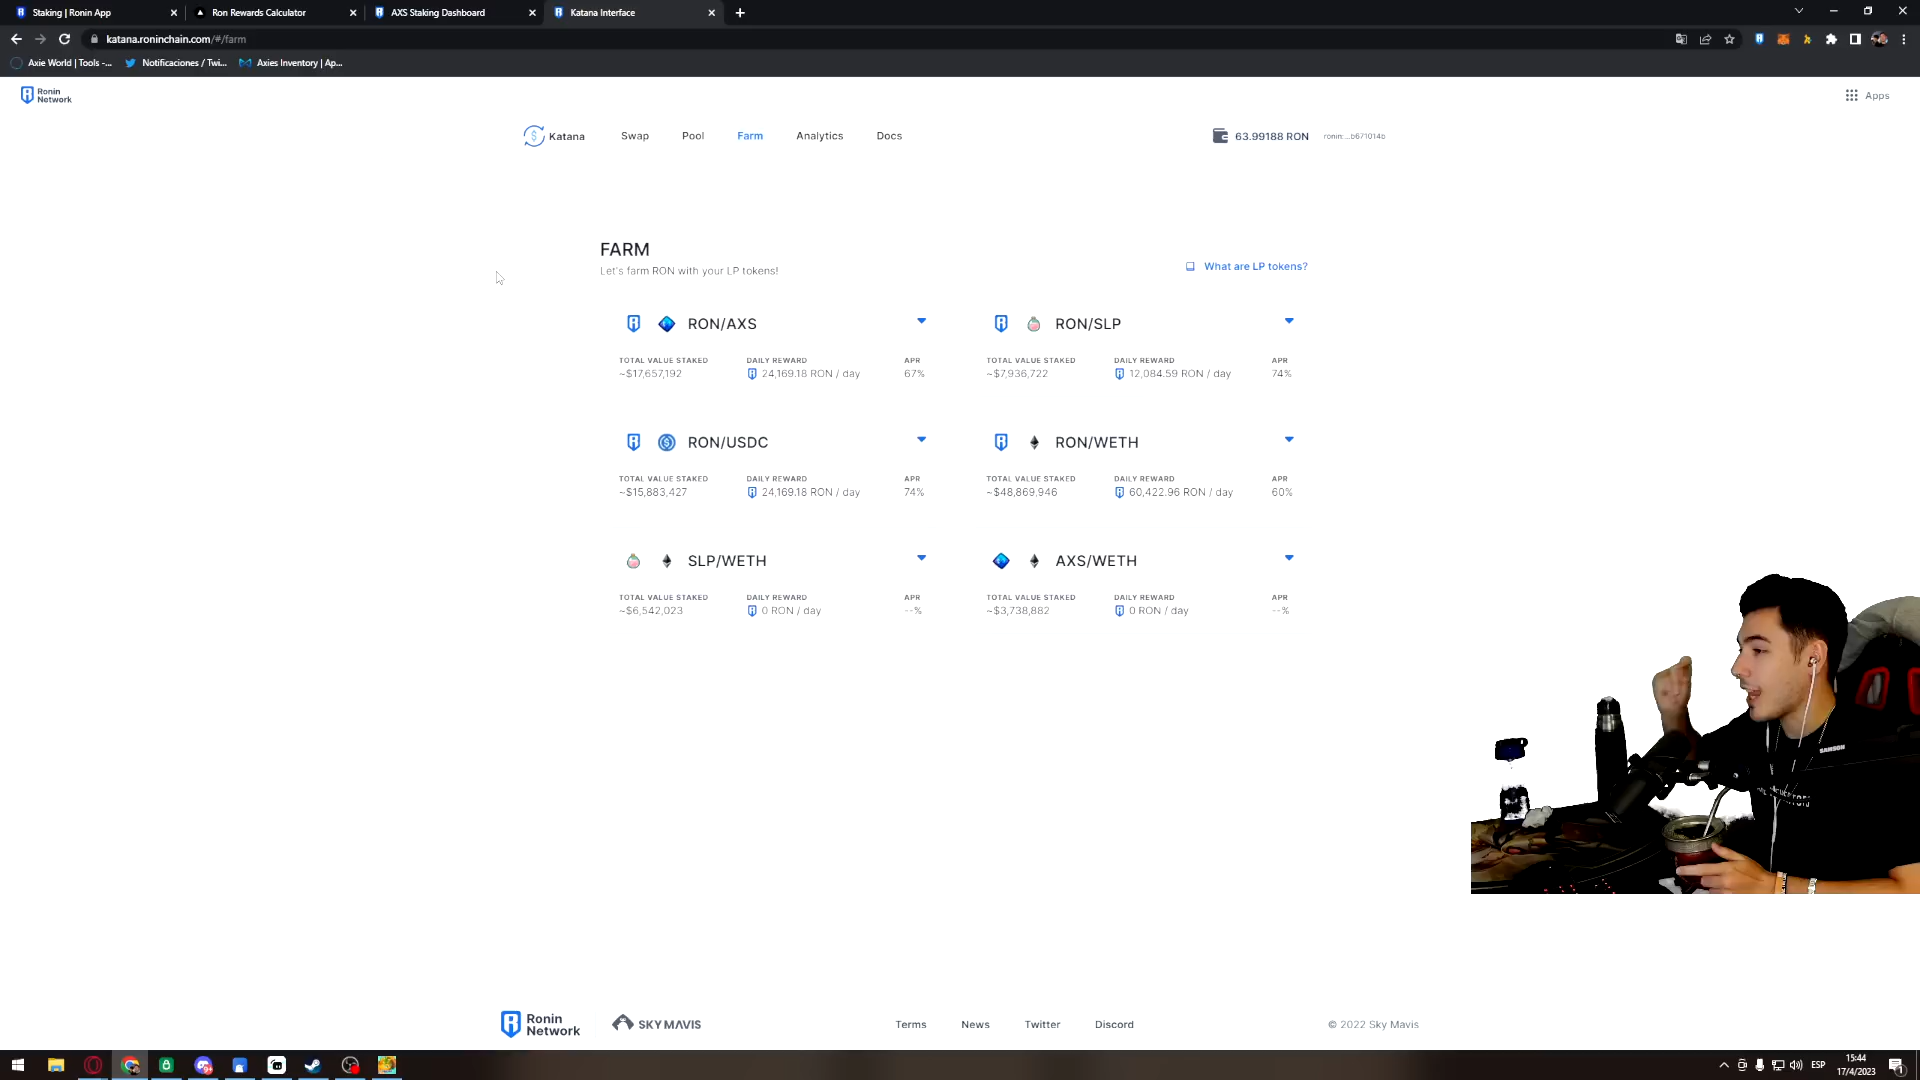 Staking | Ronin App
Ron Rewards Calculator
AXS Staking Dashboard
Katana Interface
katana.roninchain.com/#/farm
Axie World | Tools -...
Notificaciones / Twi...
Axies Inventory | Ap...
Ronin
Network
Apps
Katana
Swap
Pool
Farm
Analytics
Docs
63.99188 RON
ronin:...b671014b
FARM
Let's farm RON with your LP tokens!
What are LP tokens?
RON/AXS
TOTAL VALUE STAKED DAILY REWARD APR
~$17,657,192 24,169.18 RON / day 67%
RON/SLP
TOTAL VALUE STAKED DAILY REWARD APR
~$7,936,722 12,084.59 RON / day 74%
RON/USDC
TOTAL VALUE STAKED DAILY REWARD APR
~$15,883,427 24,169.18 RON / day 74%
RON/WETH
TOTAL VALUE STAKED DAILY REWARD APR
~$48,869,946 60,422.96 RON / day 60%
SLP/WETH
TOTAL VALUE STAKED DAILY REWARD APR
~$6,542,023 0 RON / day --%
AXS/WETH
TOTAL VALUE STAKED DAILY REWARD APR
~$3,738,882 0 RON / day --%
SAMSON
Ronin
Network
SKY MAVIS
Terms
News
Twitter
Discord
© 2022 Sky Mavis
ESP
15:44
17/4/2023